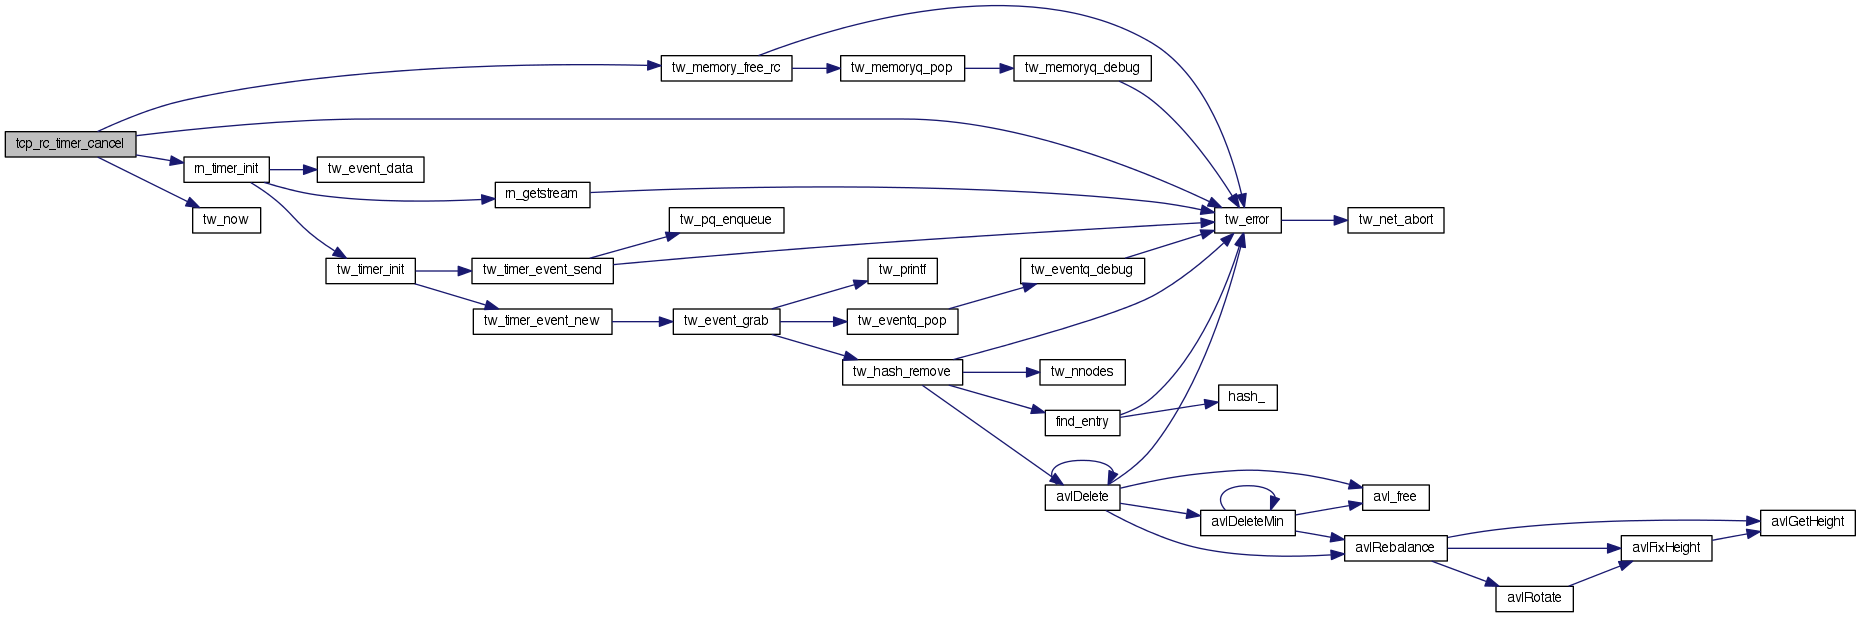 tw_memory_free_rc
tw_memoryq_pop
tw_memoryq_debug
tcp_rc_timer_cancel
rn_timer_init
tw_event_data
rn_getstream
tw_now
tw_pq_enqueue
tw_error
tw_net_abort
tw_timer_init
tw_timer_event_send
tw_printf
tw_eventq_debug
tw_timer_event_new
tw_event_grab
tw_eventq_pop
tw_hash_remove
tw_nnodes
hash_
find_entry
avlDelete
avl_free
avlDeleteMin
avlGetHeight
avlRebalance
avlFixHeight
avlRotate